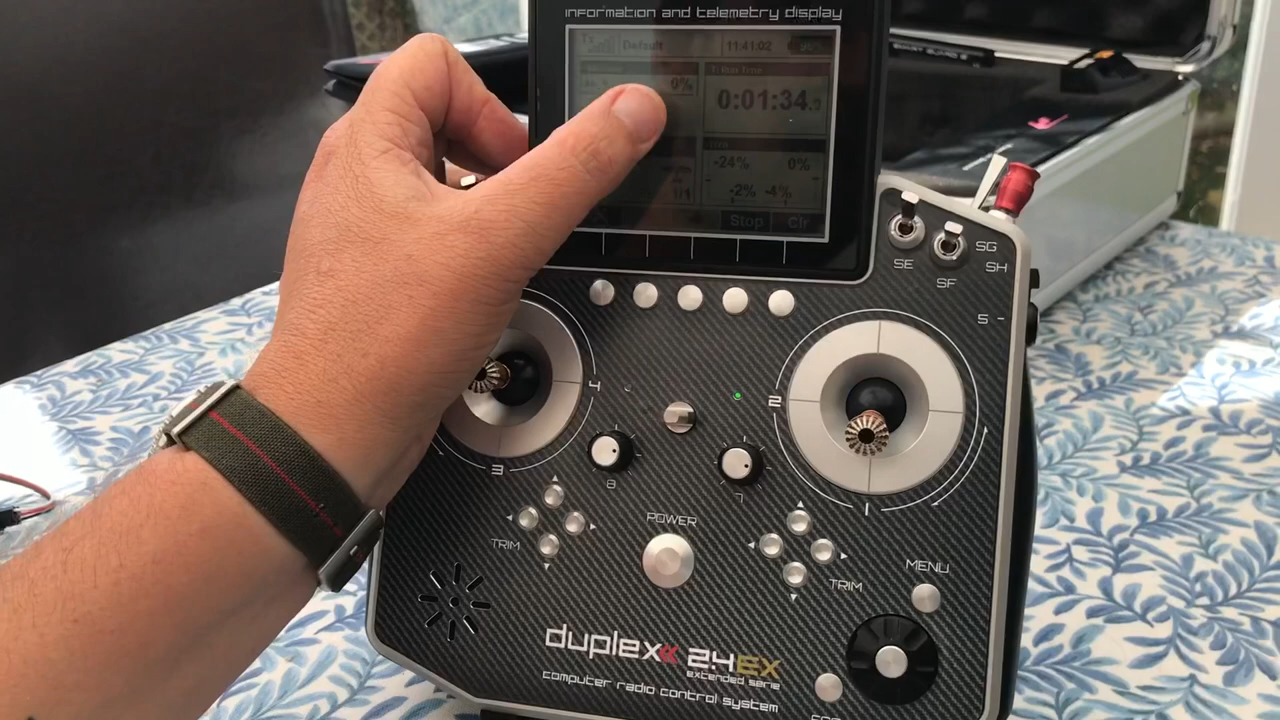 information and telemetry display
Tx Default 11:41:02
0%
0:01:34.9
-24% 0%
-2% -4%
Stop Clr
SE
SF
SG
SH
5
4
2
3
1
8
7
POWER
TRIM
TRIM
MENU
duplex 2.4EX
extended serie
computer radio control system